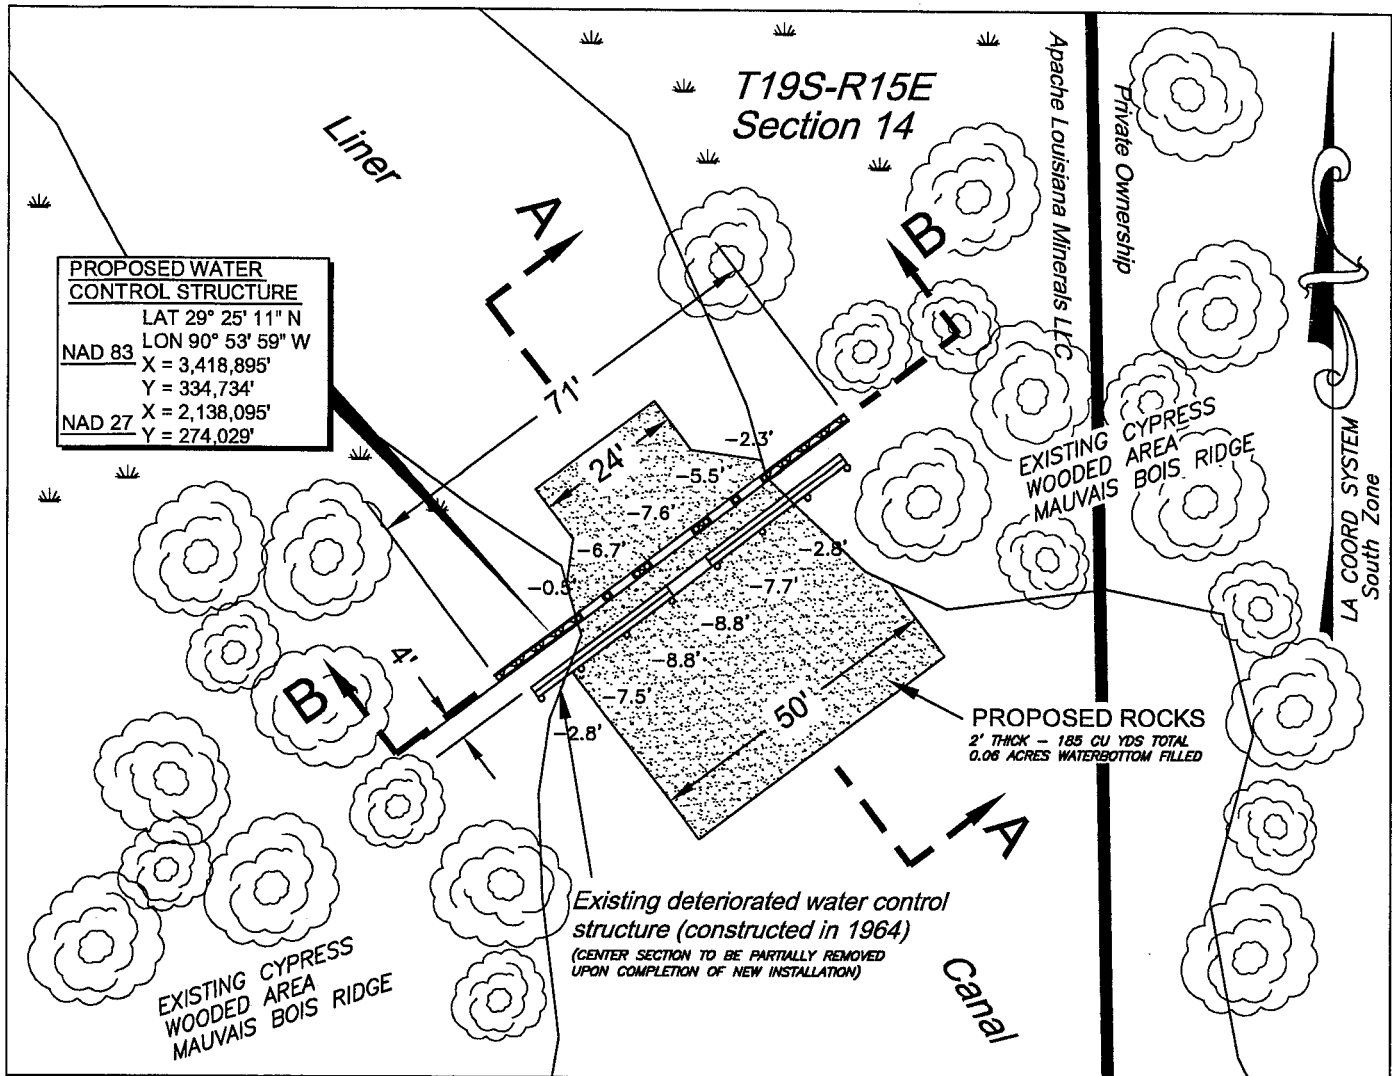 T19S-R15E
Section 14
Liner
Apache Louisiana Minerals LLC
Private Ownership
A
B
PROPOSED WATER
CONTROL STRUCTURE
LAT 29° 25' 11" N
LON 90° 53' 59" W
NAD 83
X = 3,418,895'
Y = 334,734'
NAD 27
X = 2,138,095'
Y = 274,029'
71'
24'
-2.3'
-5.5'
-7.6'
-6.7'
-0.5'
-2.8'
-7.7'
-8.8'
-8.8'
-7.5'
-2.8'
4'
50'
B
A
EXISTING CYPRESS
WOODED AREA
MAUVAIS BOIS RIDGE
LA COORD SYSTEM
South Zone
PROPOSED ROCKS
2' THICK – 185 CU YDS TOTAL
0.06 ACRES WATERBOTTOM FILLED
Existing deteriorated water control
structure (constructed in 1964)
(CENTER SECTION TO BE PARTIALLY REMOVED
UPON COMPLETION OF NEW INSTALLATION)
EXISTING CYPRESS
WOODED AREA
MAUVAIS BOIS RIDGE
Canal